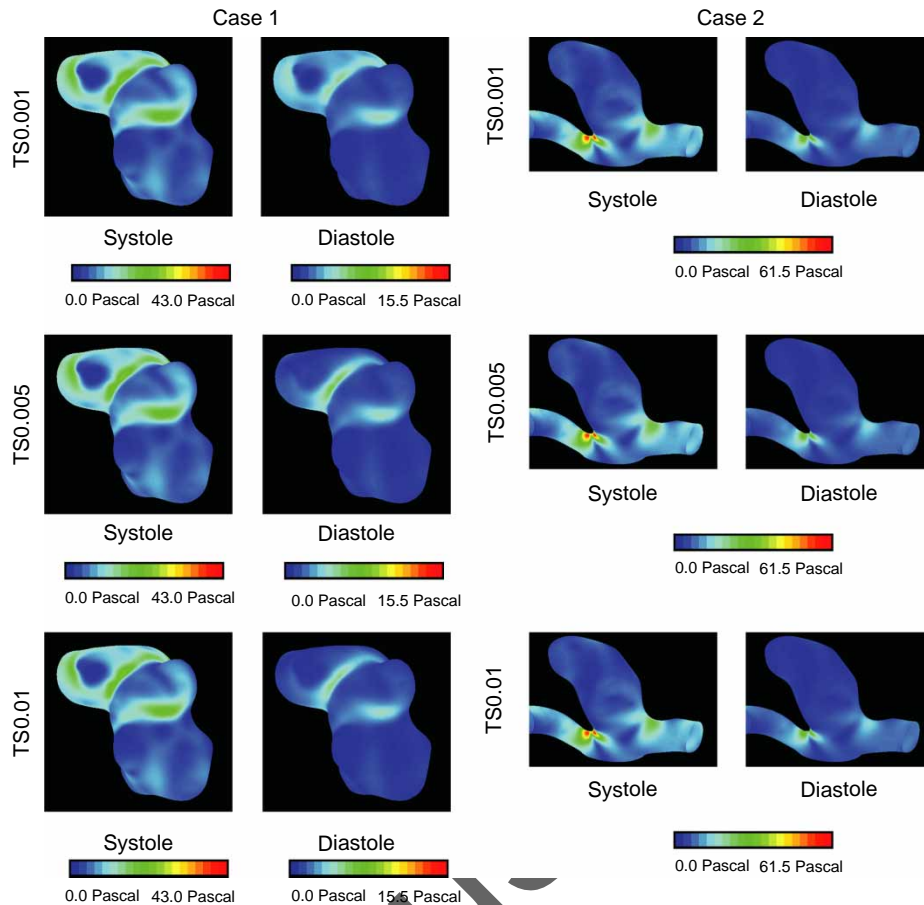 Case 1
Case 2
TS0.001
TS0.001
Systole
Diastole
Systole
Diastole
0.0 Pascal 43.0 Pascal
0.0 Pascal 15.5 Pascal
0.0 Pascal 61.5 Pascal
TS0.005
TS0.005
Systole
Diastole
Systole
Diastole
0.0 Pascal 43.0 Pascal
0.0 Pascal 15.5 Pascal
0.0 Pascal 61.5 Pascal
TS0.01
TS0.01
Systole
Diastole
Systole
Diastole
0.0 Pascal 43.0 Pascal
0.0 Pascal 15.5 Pascal
0.0 Pascal 61.5 Pascal